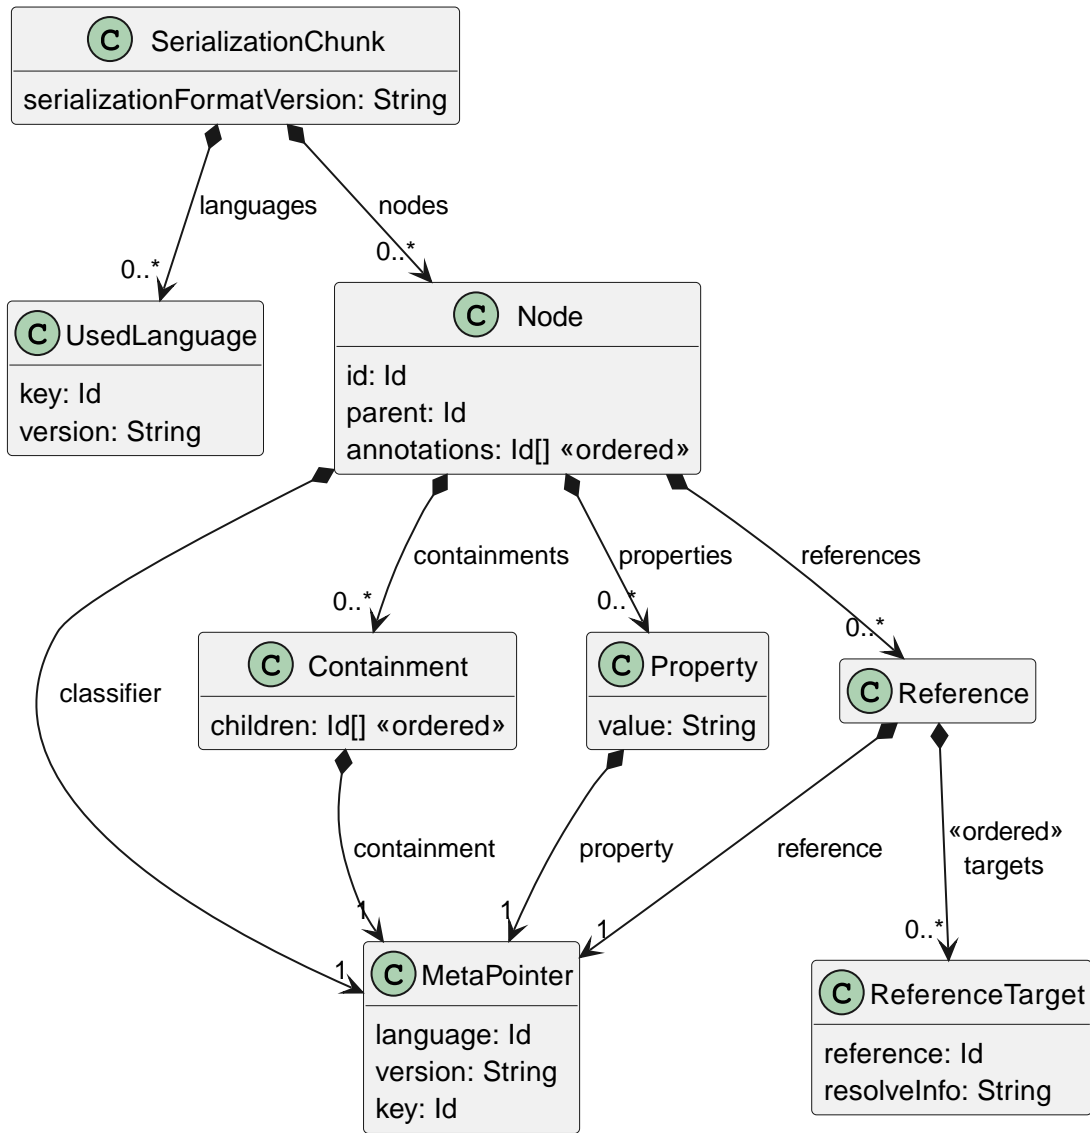 C SerializationChunk
serializationFormatVersion: String
languages
nodes
0..*
0..*
C UsedLanguage
key: Id
version: String
C Node
id: Id
parent: Id
annotations: Id[] «ordered»
containments
properties
references
0..*
0..*
0..*
classifier
C Containment
children: Id[] «ordered»
C Property
value: String
C Reference
containment
property
reference
«ordered»
targets
1
1
1
1
0..*
C MetaPointer
language: Id
version: String
key: Id
C ReferenceTarget
reference: Id
resolveInfo: String